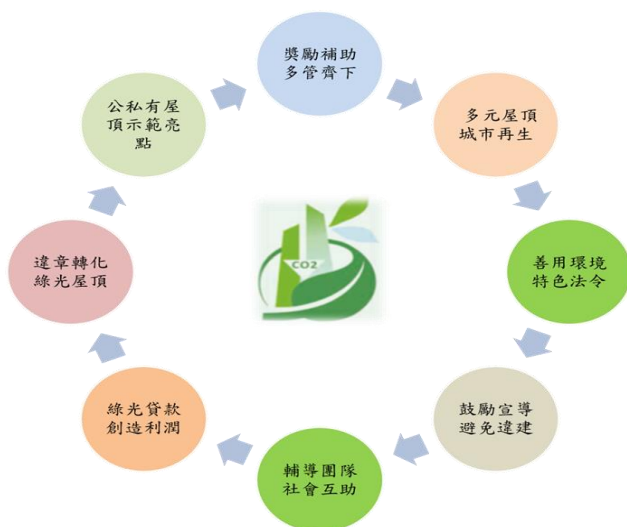 獎勵補助
多管齊下
多元屋頂
城市再生
善用環境
特色法令
鼓勵宣導
避免違建
輔導團隊
社會互助
綠光貸款
創造利潤
違章轉化
綠光屋頂
公私有屋
頂示範亮
點
CO2